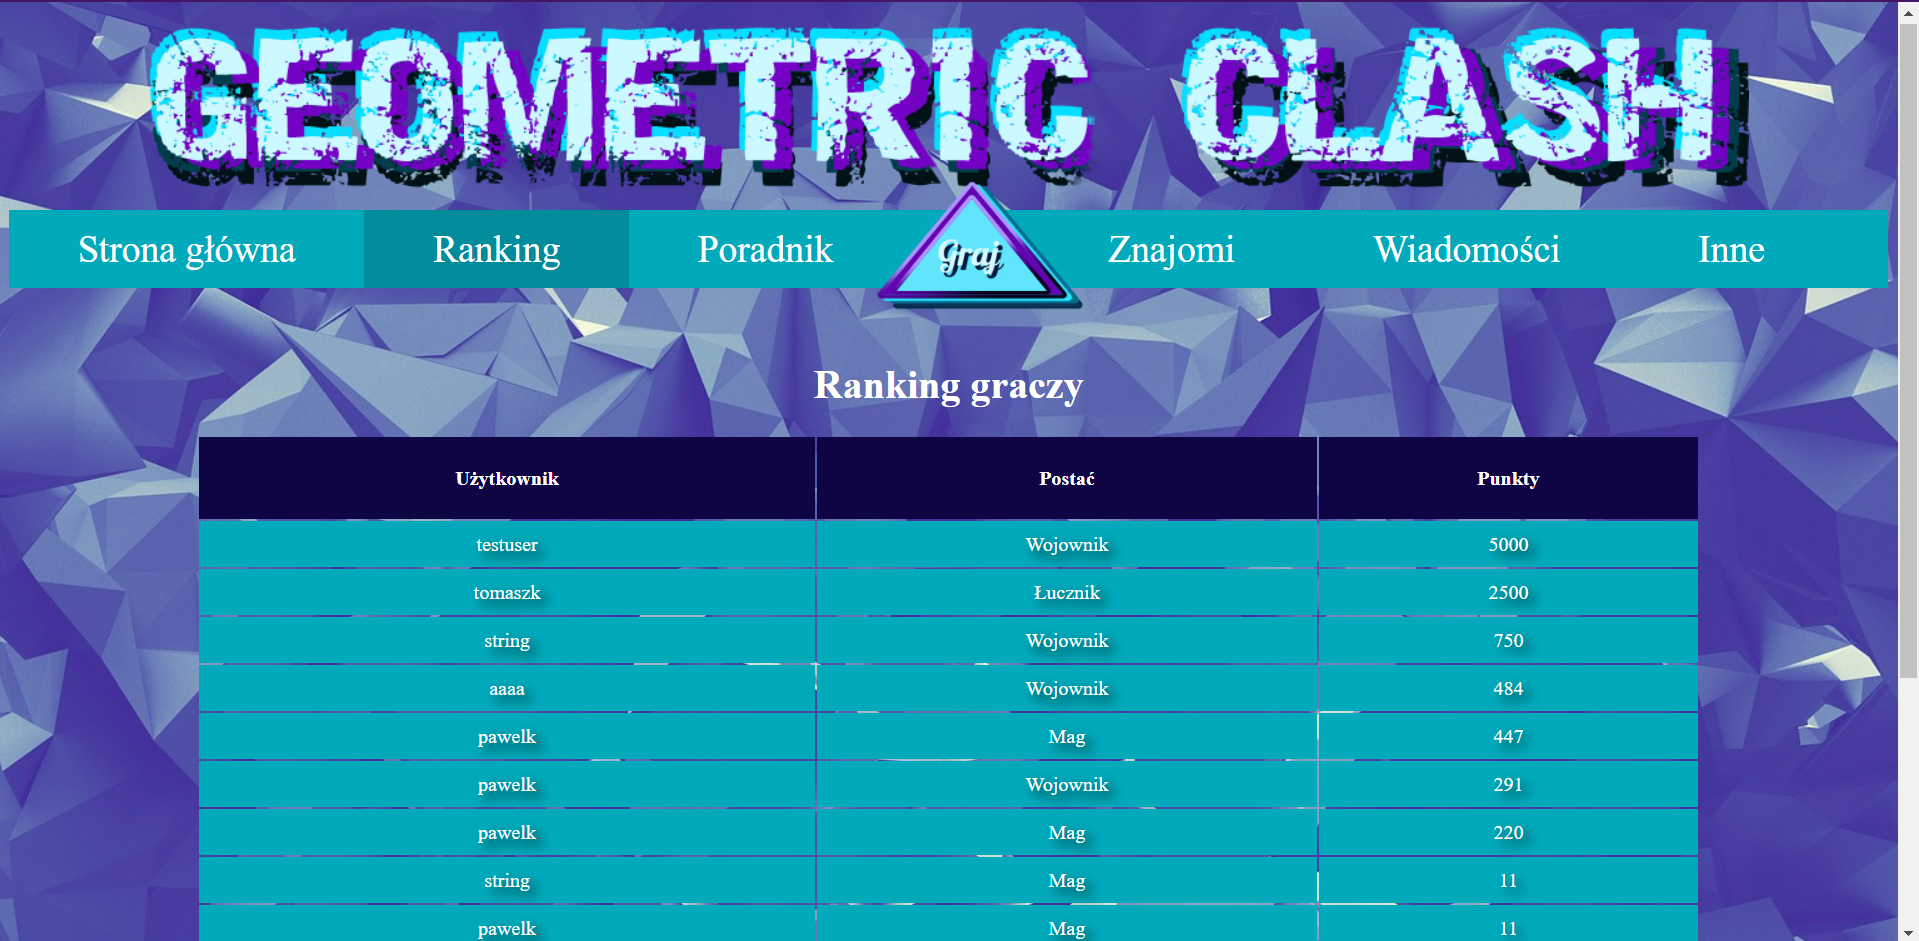 GEOMETRIC CLASH
Strona główna Ranking Poradnik Graj Znajomi Wiadomości Inne
Ranking graczy
Użytkownik Postać Punkty
testuser Wojownik 5000
tomaszk Łucznik 2500
string Wojownik 750
aaaa Wojownik 484
pawelk Mag 447
pawelk Wojownik 291
pawelk Mag 220
string Mag 11
pawelk Mag 11